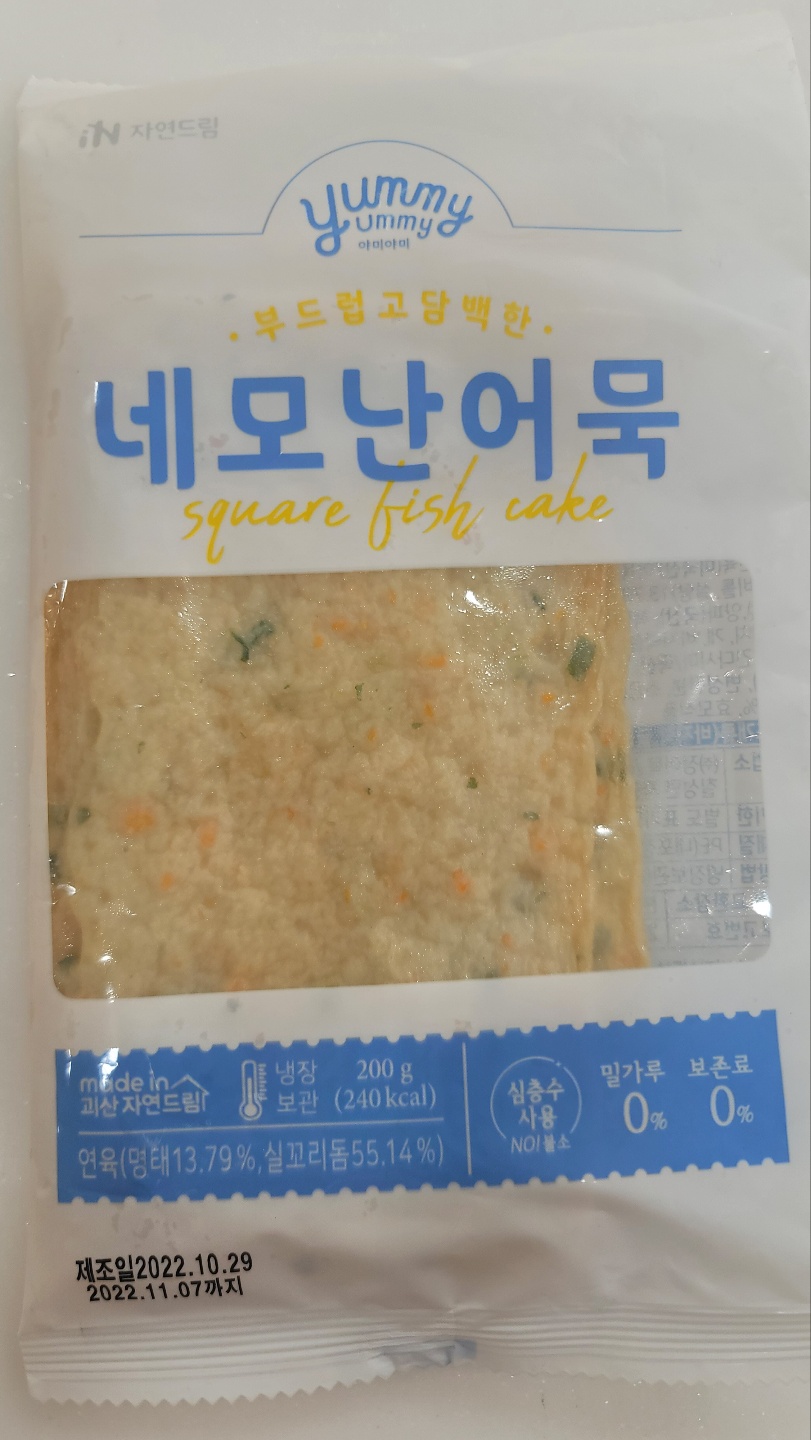 iN 자연드림
yummy
ummy
야미야미
·부드럽고담백한·
네모난어묵
square fish cake
made in
괴산 자연드림
냉장
보관
200 g
(240 kcal)
연육(명태13.79%,실꼬리돔55.14%)
심층수
사용
NO! 불소
밀가루
0%
보존료
0%
제조일2022.10.29
2022.11.07까지